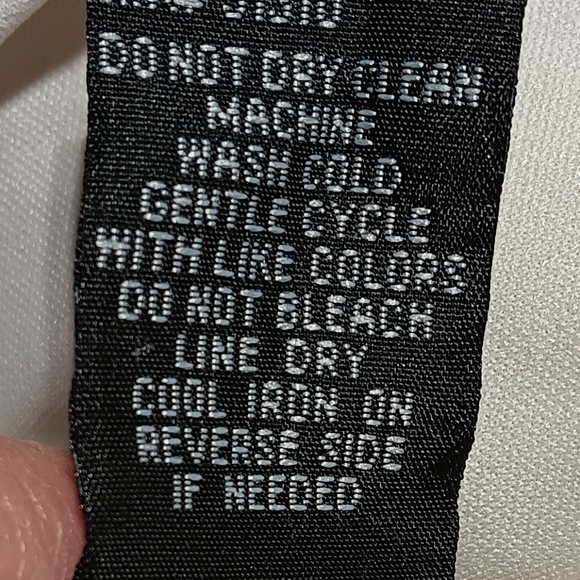 DO NOT DRY CLEAN
MACHINE
WASH COLD
GENTLE CYCLE
WITH LIKE COLORS
DO NOT BLEACH
LINE DRY
COOL IRON ON
REVERSE SIDE
IF NEEDED